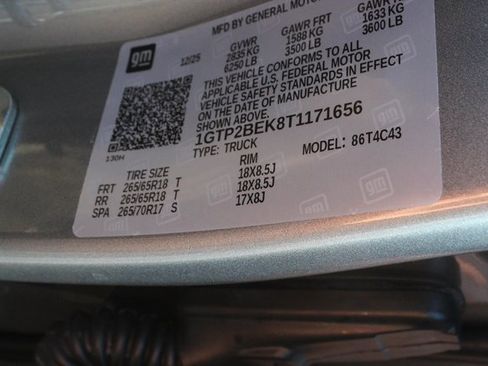 MFD BY GENERAL MOTOR
gm
12/25
GVWR GAWR FRT GAWR
2835 KG 1588 KG 1633 KG
6250 LB 3500 LB 3600 LB
THIS VEHICLE CONFORMS TO ALL
APPLICABLE U.S. FEDERAL MOTOR
VEHICLE SAFETY STANDARDS IN EFFECT
ON THE DATE OF MANUFACTURE
SHOWN ABOVE.
1GTP2BEK8T1171656
TYPE: TRUCK MODEL: 86T4C43
130H
TIRE SIZE RIM
FRT 265/65R18 T 18X8.5J
RR 265/65R18 T 18X8.5J
SPA 265/70R17 S 17X8J